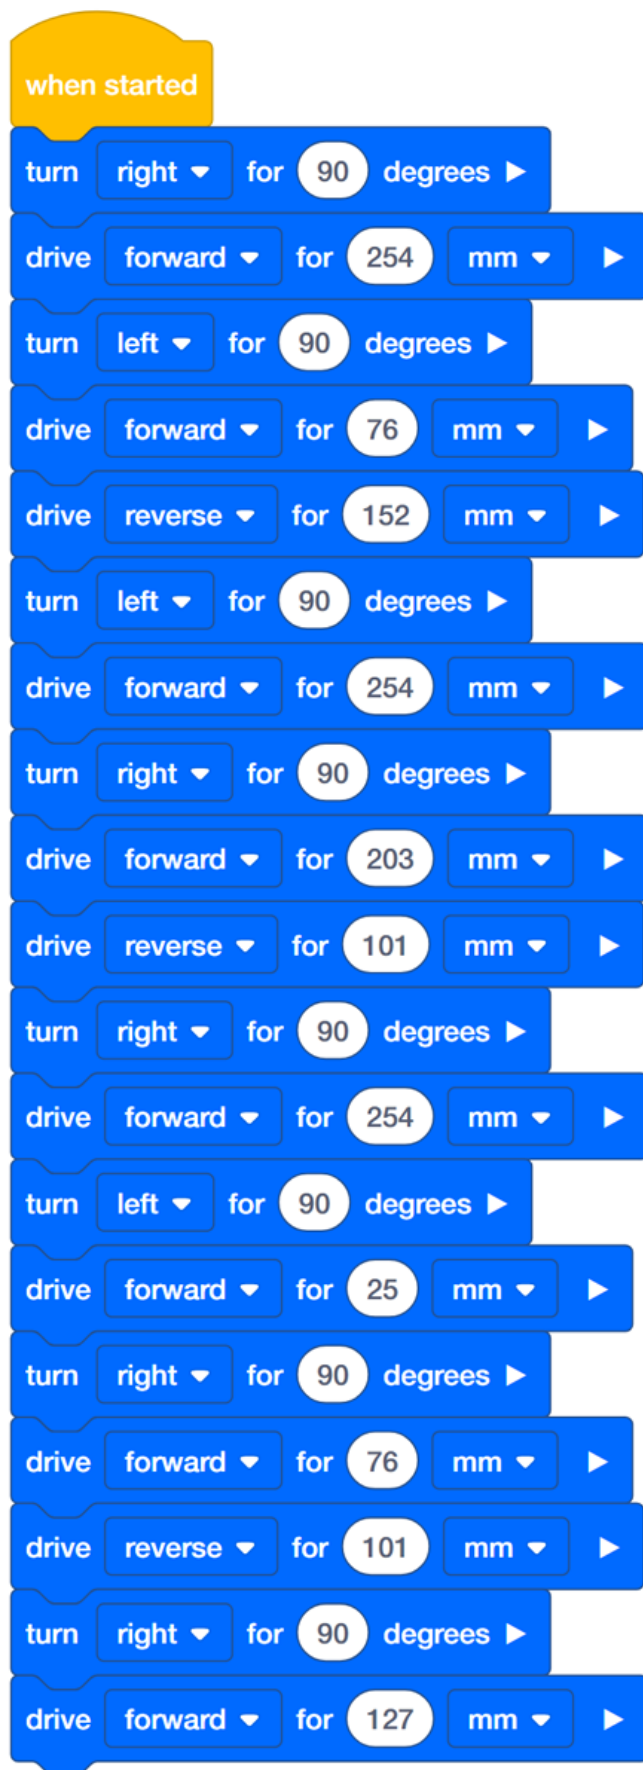 when started
turn right for 90 degrees
drive forward for 254 mm
turn left for 90 degrees
drive forward for 76 mm
drive reverse for 152 mm
turn left for 90 degrees
drive forward for 254 mm
turn right for 90 degrees
drive forward for 203 mm
drive reverse for 101 mm
turn right for 90 degrees
drive forward for 254 mm
turn left for 90 degrees
drive forward for 25 mm
turn right for 90 degrees
drive forward for 76 mm
drive reverse for 101 mm
turn right for 90 degrees
drive forward for 127 mm